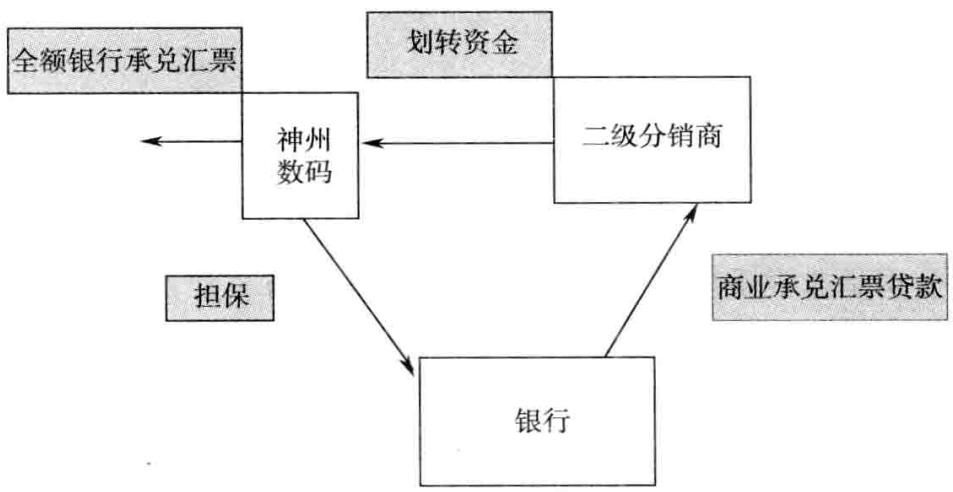 划转资金
全额银行承兑汇票
神州
数码
二级分销商
担保
商业承兑汇票贷款
银行